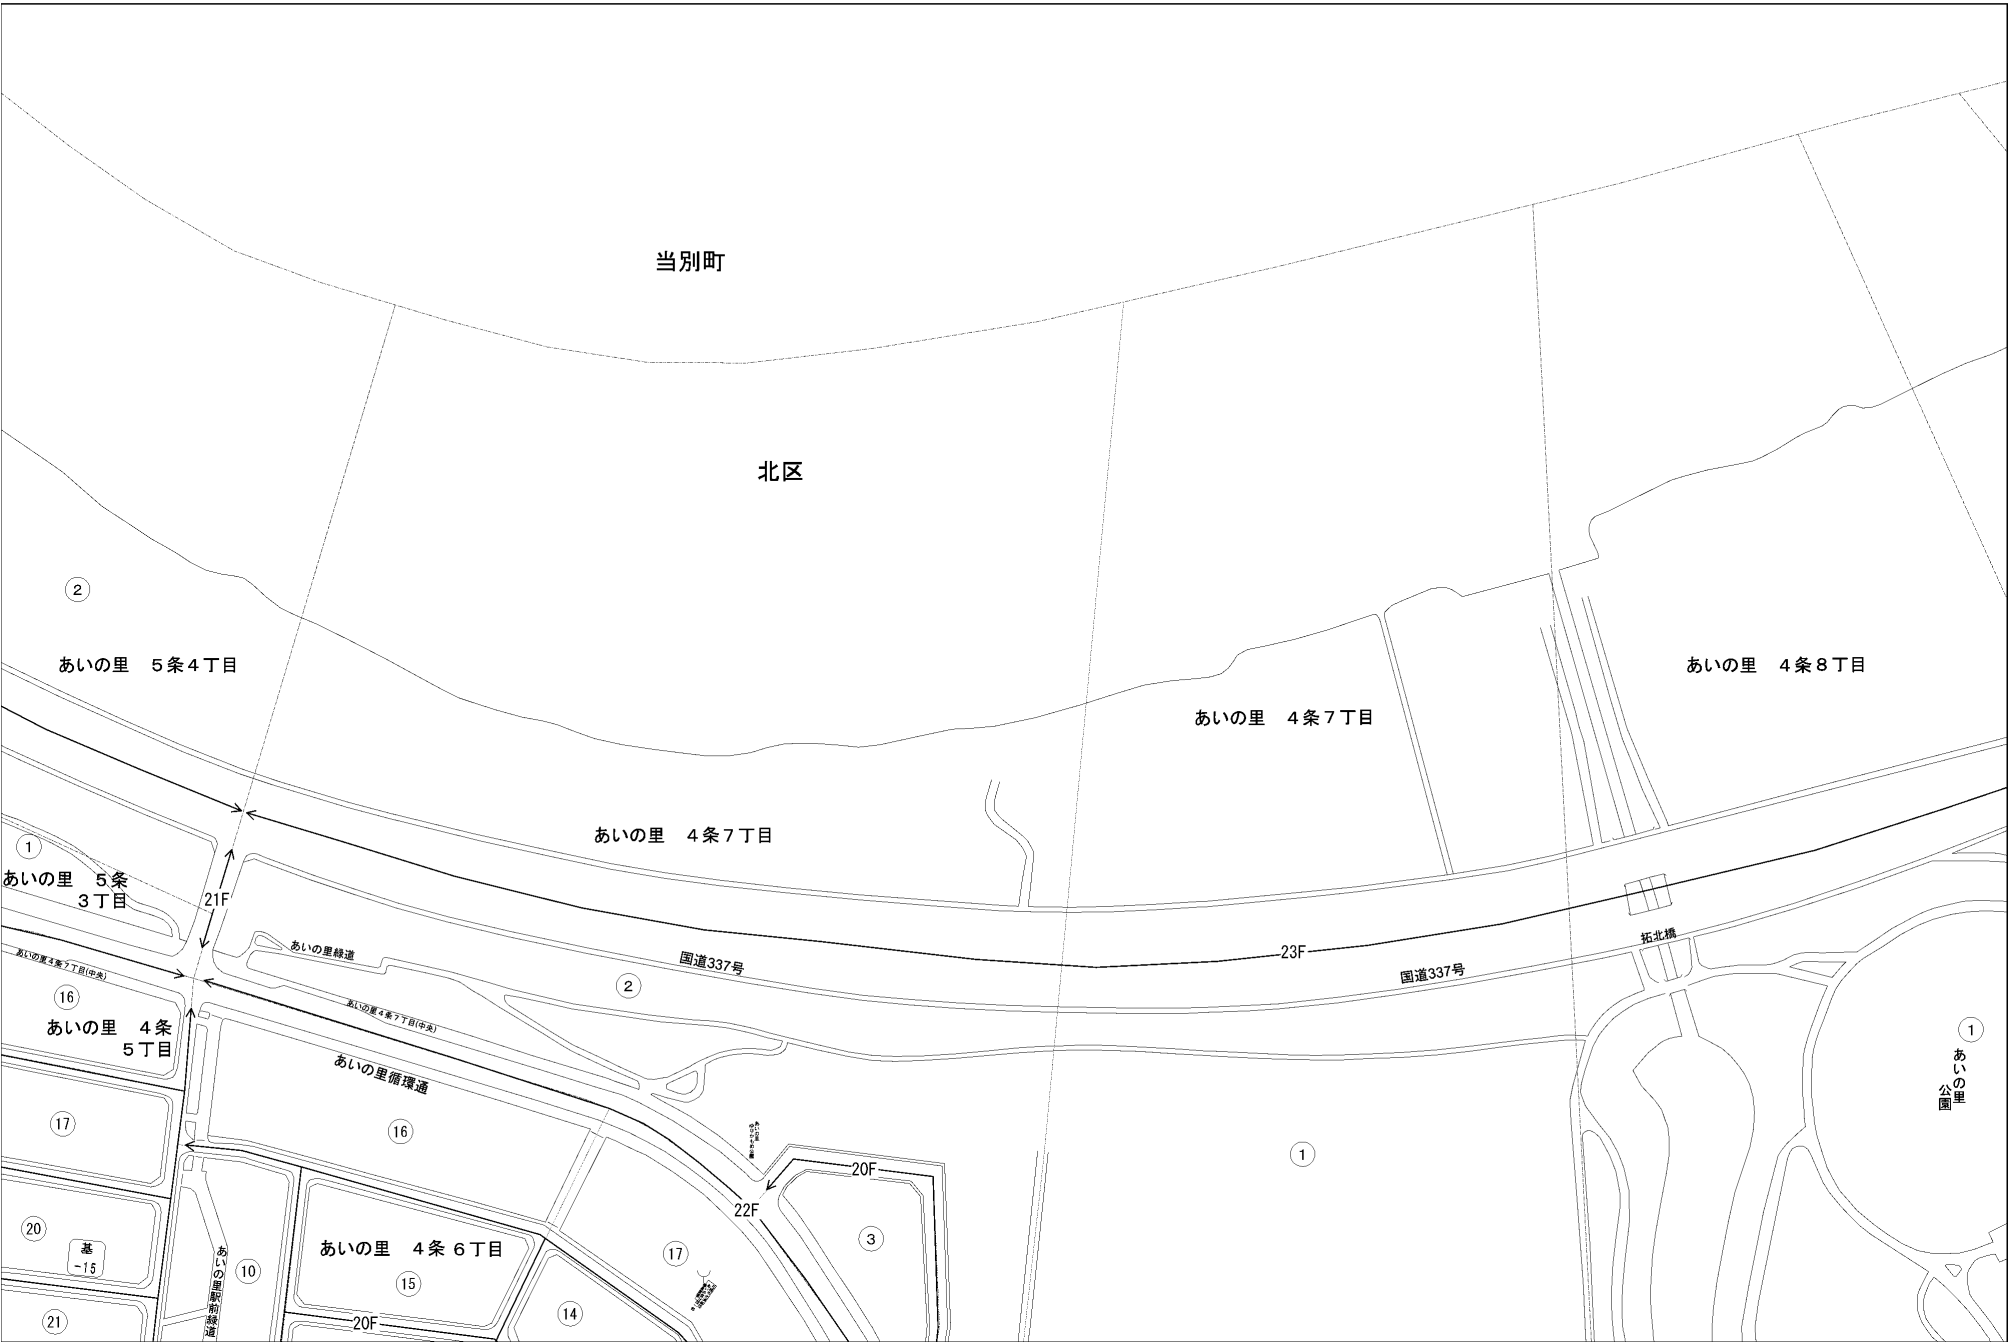 当別町
北区
2
あいの里　５条４丁目
あいの里　４条８丁目
あいの里　４条７丁目
あいの里　４条７丁目
1
あいの里　５条
３丁目
21F
あいの里緑道
国道337号
23F
拓北橋
国道337号
あいの里4条7丁目(中央)
2
16
あいの里4条7丁目(中央)
あいの里　４条
５丁目
1
あいの里
公園
あいの里循環通
17
16
1
20F
22F
20
基
-15
あいの里駅前緑道
10
あいの里　４条 ６丁目
15
17
3
21
20F
14